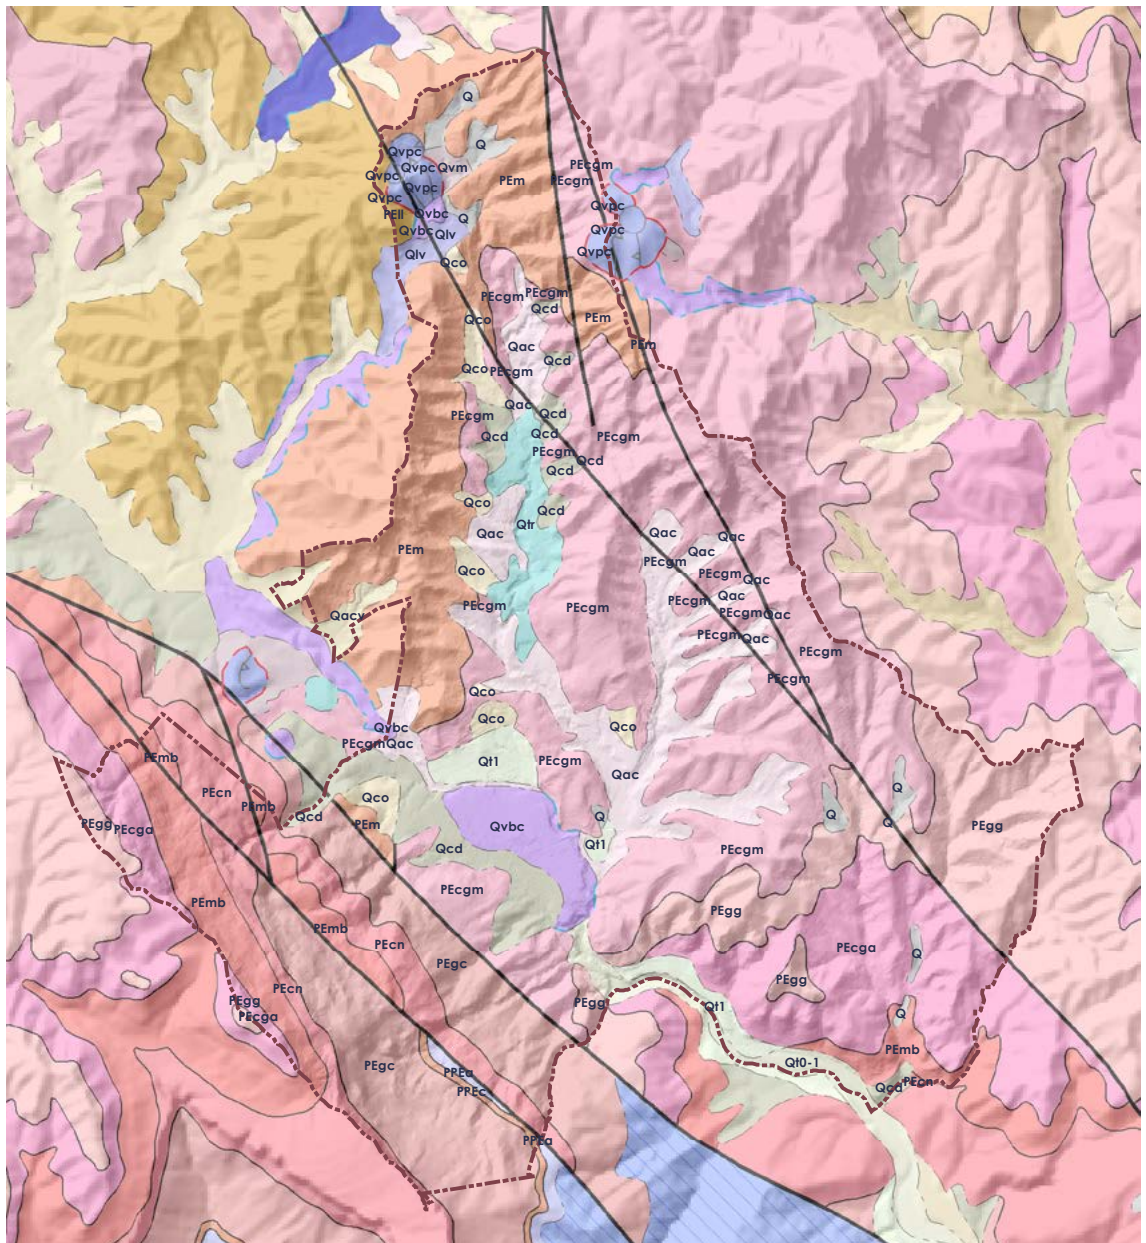 Q
Q
Qvpc
PEcgm
Qvpc Qvm
Qvpc
PEm
PEcgm
Qvpc
Qvpc
Qvpc
PEll
Qvbc
Q
Qvbc
Qlv
Qvpc
Qlv
Qco
Qvpc
PEcgm
PEcgm
Qcd
Qco
PEm
Qac
PEm
Qcd
Qco
PEcgm
Qac
Qcd
PEcgm
Qcd
Qcd
PEcgm
PEcgm
Qcd
Qcd
Qco
Qcd
Qtr
Qac
Qac
Qac
PEm
Qac
PEcgm
Qco
PEcgm
Qac
Qac
PEcgm
PEcgm
PEcgm
Qacv
PEcgm
Qac
PEcgm
Qac
PEcgm
PEcgm
Qco
Qco
Qvbc
Qco
PEcgm
Qac
PEmb
Qt1
PEcgm
Qac
PEcn
Qco
Q
PEmb
Qcd
PEm
Q
Q
Q
PEgg
PEcga
Qvbc
PEgg
Qcd
Qt1
PEcgm
PEcgm
PEmb
PEgg
PEmb
PEcn
PEcga
Q
PEgc
PEgg
PEcn
PEgg
PEgg
Qt1
PEcga
Q
PEmb
PEgc
PPEa
Qt0-1
PEcn
Qcd
PPEc
PPEa